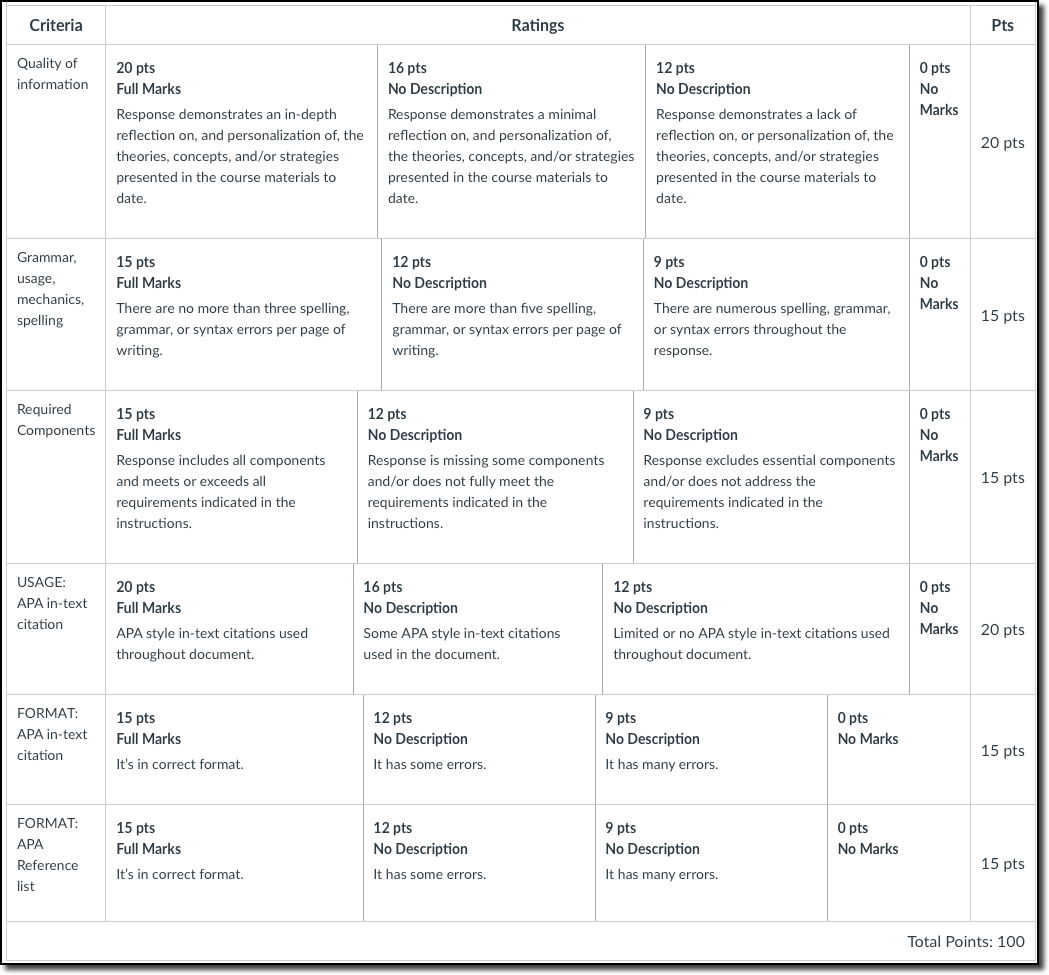 Criteria
Ratings
Pts
Quality of
information
20 pts
Full Marks
Response demonstrates an in-depth
reflection on, and personalization of, the
theories, concepts, and/or strategies
presented in the course materials to
date.
16 pts
No Description
Response demonstrates a minimal
reflection on, and personalization of,
the theories, concepts, and/or strategies
presented in the course materials to
date.
12 pts
No Description
Response demonstrates a lack of
reflection on, or personalization of, the
theories, concepts, and/or strategies
presented in the course materials to
date.
0 pts
No
Marks
20 pts
Grammar,
usage,
mechanics,
spelling
15 pts
Full Marks
There are no more than three spelling,
grammar, or syntax errors per page of
writing.
12 pts
No Description
There are more than five spelling,
grammar, or syntax errors per page of
writing.
9 pts
No Description
There are numerous spelling, grammar,
or syntax errors throughout the
response.
0 pts
No
Marks
15 pts
Required
Components
15 pts
Full Marks
Response includes all components
and meets or exceeds all
requirements indicated in the
instructions.
12 pts
No Description
Response is missing some components
and/or does not fully meet the
requirements indicated in the
instructions.
9 pts
No Description
Response excludes essential components
and/or does not address the
requirements indicated in the
instructions.
0 pts
No
Marks
15 pts
USAGE:
APA in-text
citation
20 pts
Full Marks
APA style in-text citations used
throughout document.
16 pts
No Description
Some APA style in-text citations
used in the document.
12 pts
No Description
Limited or no APA style in-text citations used
throughout document.
0 pts
No
Marks
20 pts
FORMAT:
APA in-text
citation
15 pts
Full Marks
It's in correct format.
12 pts
No Description
It has some errors.
9 pts
No Description
It has many errors.
0 pts
No Marks
15 pts
FORMAT:
APA
Reference
list
15 pts
Full Marks
It's in correct format.
12 pts
No Description
It has some errors.
9 pts
No Description
It has many errors.
0 pts
No Marks
15 pts
Total Points: 100